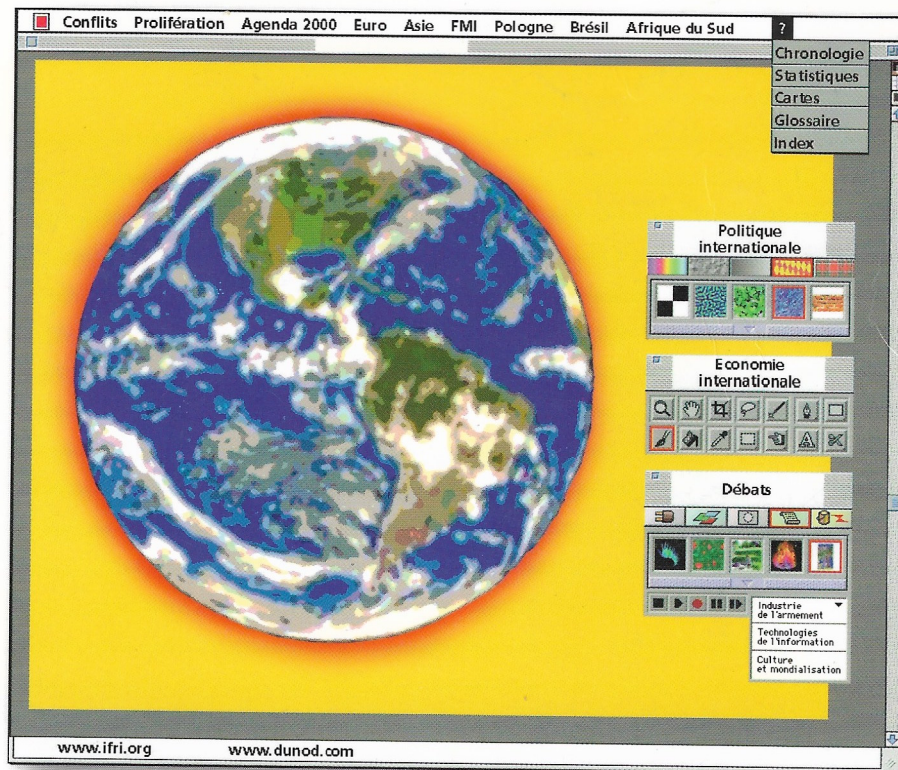 Conflits Prolifération Agenda 2000 Euro Asie FMI Pologne Brésil Afrique du Sud ?
Chronologie
Statistiques
Cartes
Glossaire
Index
Politique
internationale
Economie
internationale
Débats
Industrie
de l'armement
Technologies
de l'information
Culture
et mondialisation
www.ifri.org www.dunod.com